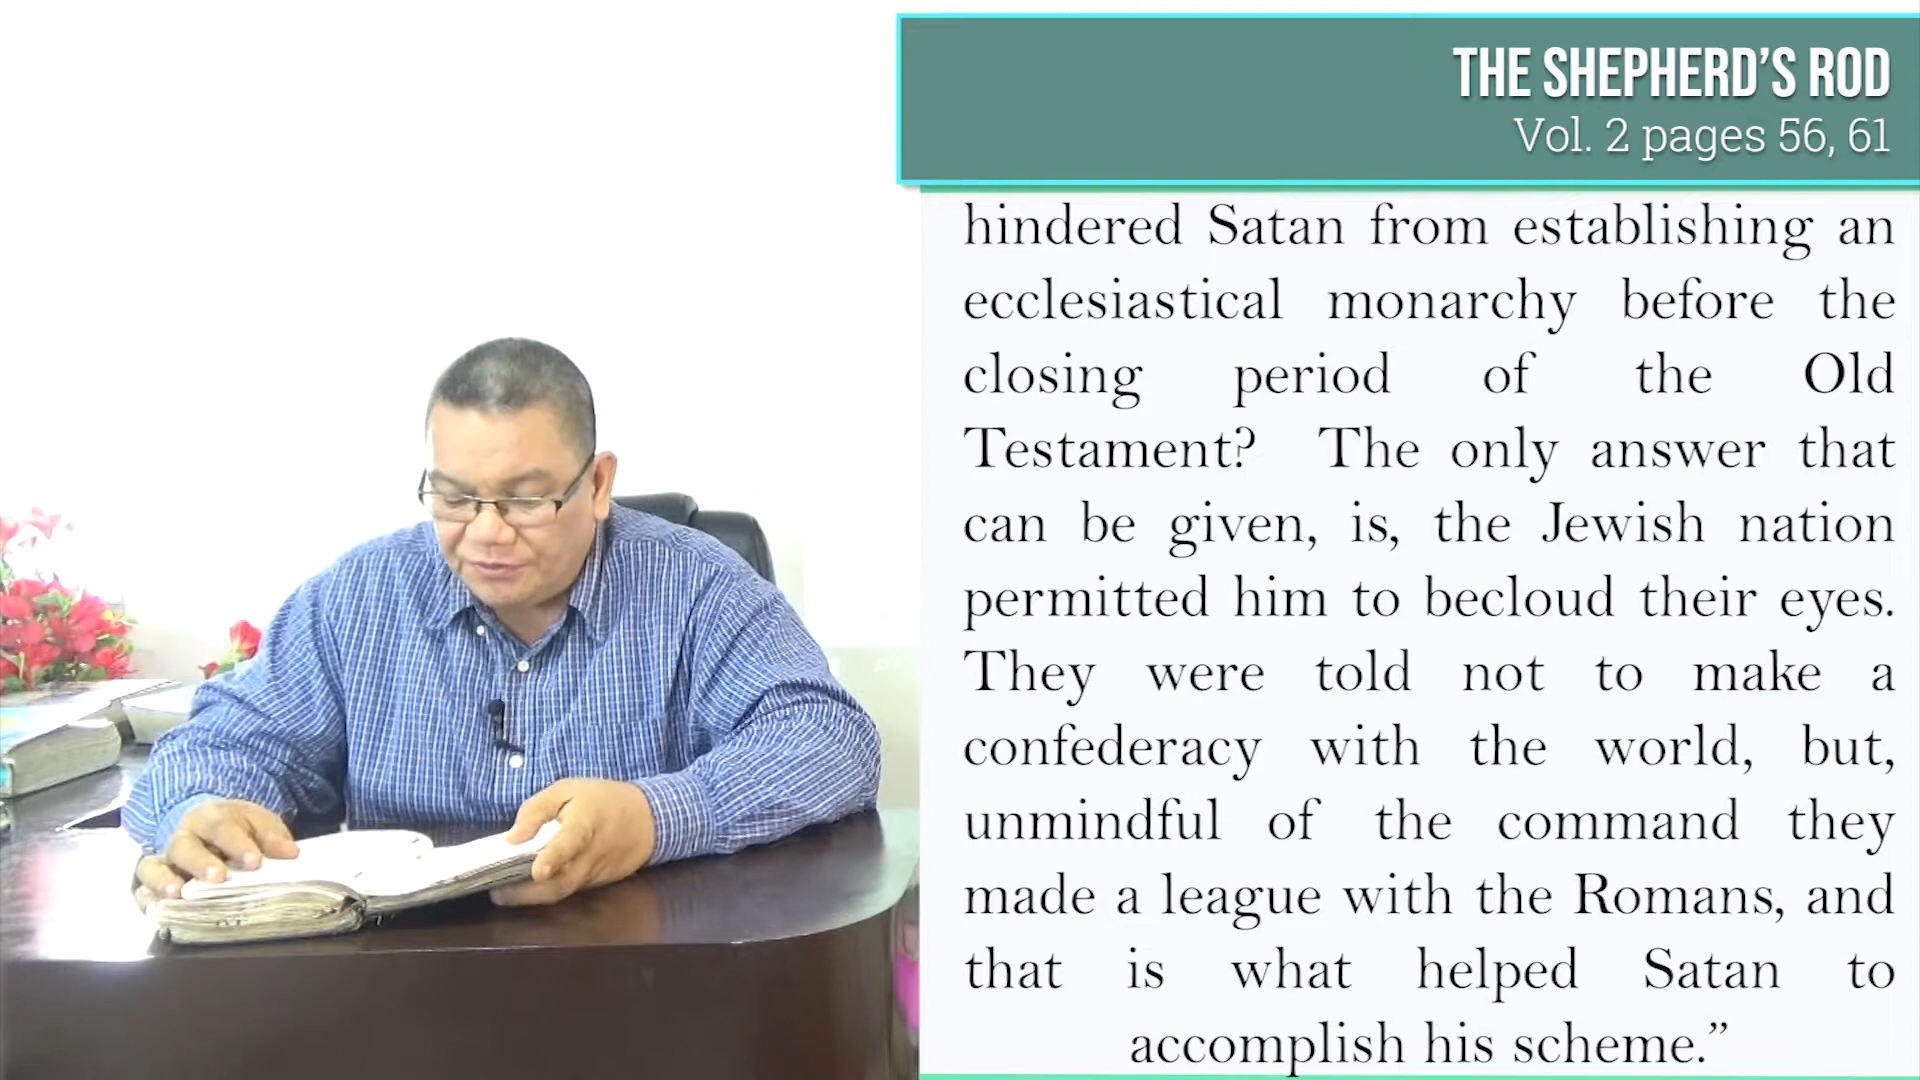 THE SHEPHERD’S ROD
Vol. 2 pages 56, 61
hindered Satan from establishing an
ecclesiastical monarchy before the
closing period of the Old
Testament? The only answer that
can be given, is, the Jewish nation
permitted him to becloud their eyes.
They were told not to make a
confederacy with the world, but,
unmindful of the command they
made a league with the Romans, and
that is what helped Satan to
accomplish his scheme.”